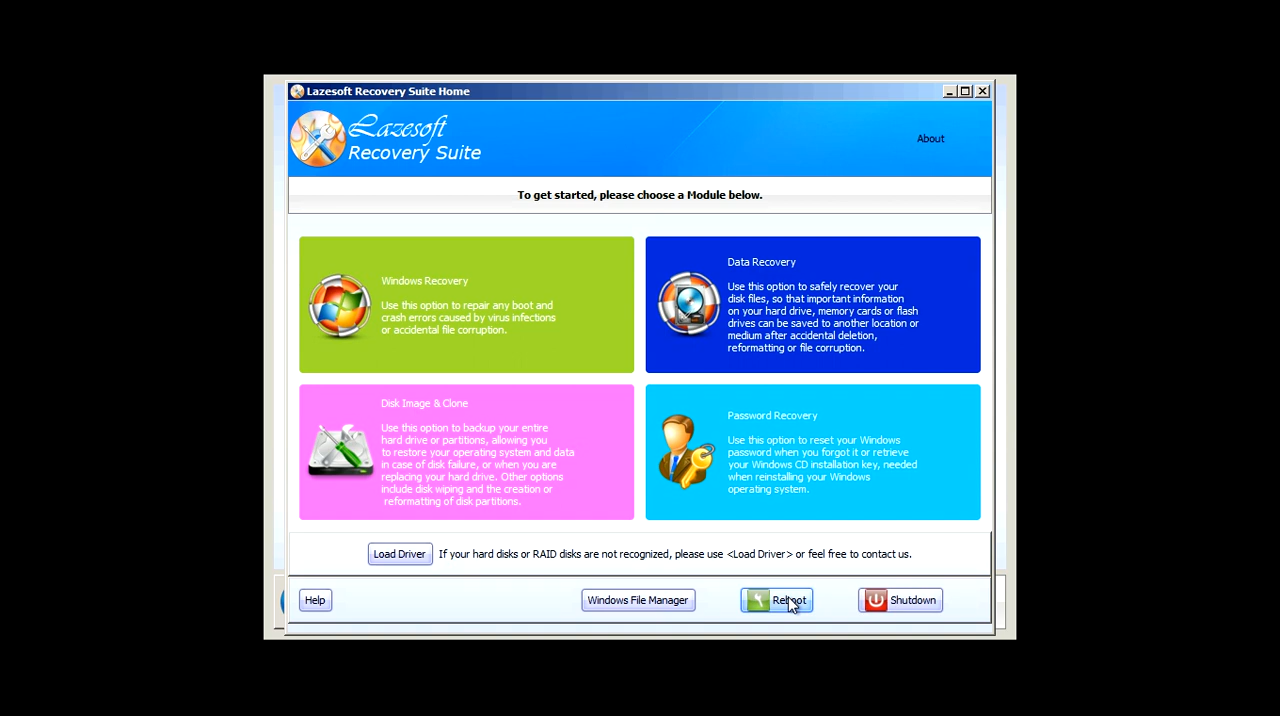 Lazesoft Recovery Suite Home
Lazesoft
Recovery Suite
About
To get started, please choose a Module below.
Windows Recovery
Use this option to repair any boot and
crash errors caused by virus infections
or accidental file corruption.
Data Recovery
Use this option to safely recover your
disk files, so that important information
on your hard drive, memory cards or flash
drives can be saved to another location or
medium after accidental deletion,
reformatting or file corruption.
Disk Image & Clone
Use this option to backup your entire
hard drive or partitions, allowing you
to restore your operating system and data
in case of disk failure, or when you are
replacing your hard drive. Other options
include disk wiping and the creation or
reformatting of disk partitions.
Password Recovery
Use this option to reset your Windows
password when you forgot it or retrieve
your Windows CD installation key, needed
when reinstalling your Windows
operating system.
Load Driver If your hard disks or RAID disks are not recognized, please use <Load Driver> or feel free to contact us.
Help Windows File Manager Reboot Shutdown